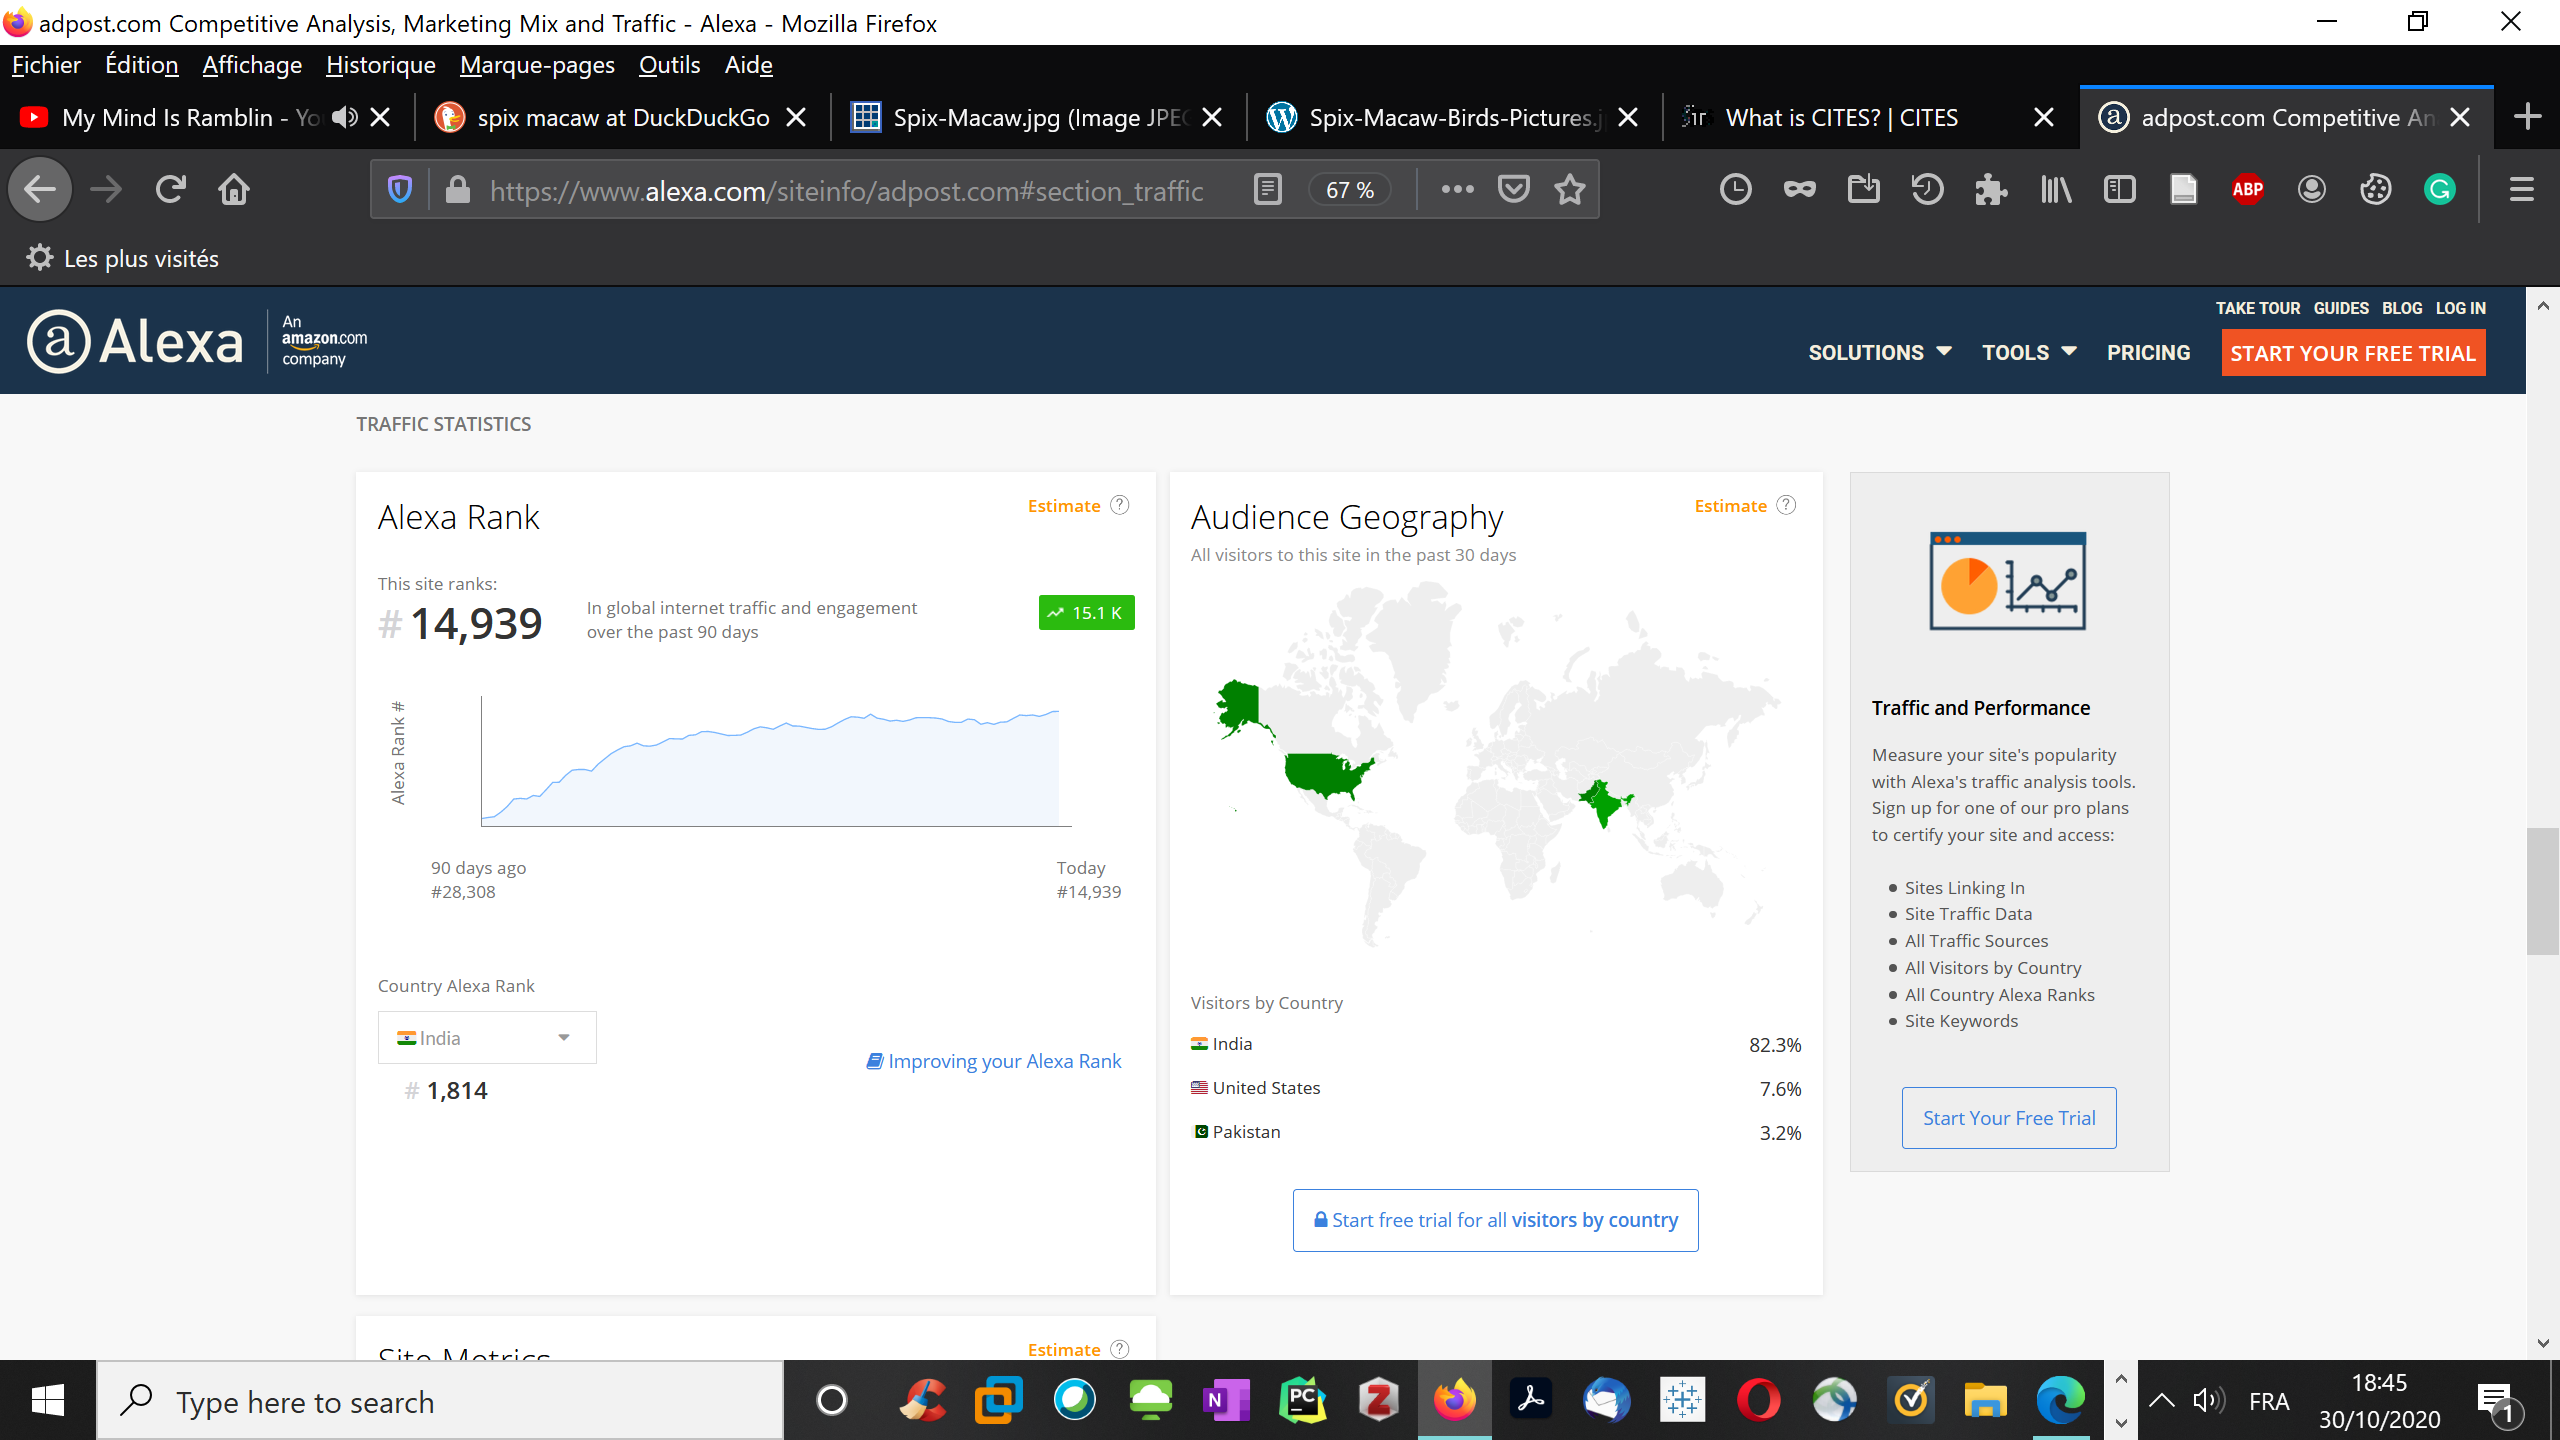 adpost.com Competitive Analysis, Marketing Mix and Traffic - Alexa - Mozilla Firefox
Fichier Édition Affichage Historique Marque-pages Outils Aide
My Mind Is Ramblin - Yo
spix macaw at DuckDuckGo
Spix-Macaw.jpg (Image JPEG
Spix-Macaw-Birds-Pictures.j
What is CITES? | CITES
adpost.com Competitive An
https://www.alexa.com/siteinfo/adpost.com#section_traffic
67 %
ABP
Les plus visités
a Alexa
An
amazon.com
company
TAKE TOUR GUIDES BLOG LOG IN
SOLUTIONS TOOLS PRICING START YOUR FREE TRIAL
TRAFFIC STATISTICS
Alexa Rank
Estimate ?
This site ranks:
# 14,939
In global internet traffic and engagement
over the past 90 days
15.1 K
Alexa Rank #
90 days ago
#28,308
Today
#14,939
Country Alexa Rank
India
# 1,814
Improving your Alexa Rank
Audience Geography
Estimate ?
All visitors to this site in the past 30 days
Visitors by Country
India 82.3%
United States 7.6%
Pakistan 3.2%
Start free trial for all visitors by country
Traffic and Performance
Measure your site's popularity
with Alexa's traffic analysis tools.
Sign up for one of our pro plans
to certify your site and access:
Sites Linking In
Site Traffic Data
All Traffic Sources
All Visitors by Country
All Country Alexa Ranks
Site Keywords
Start Your Free Trial
Site Metrics
Estimate ?
Type here to search
N
PC
Z
FRA
18:45
30/10/2020
1